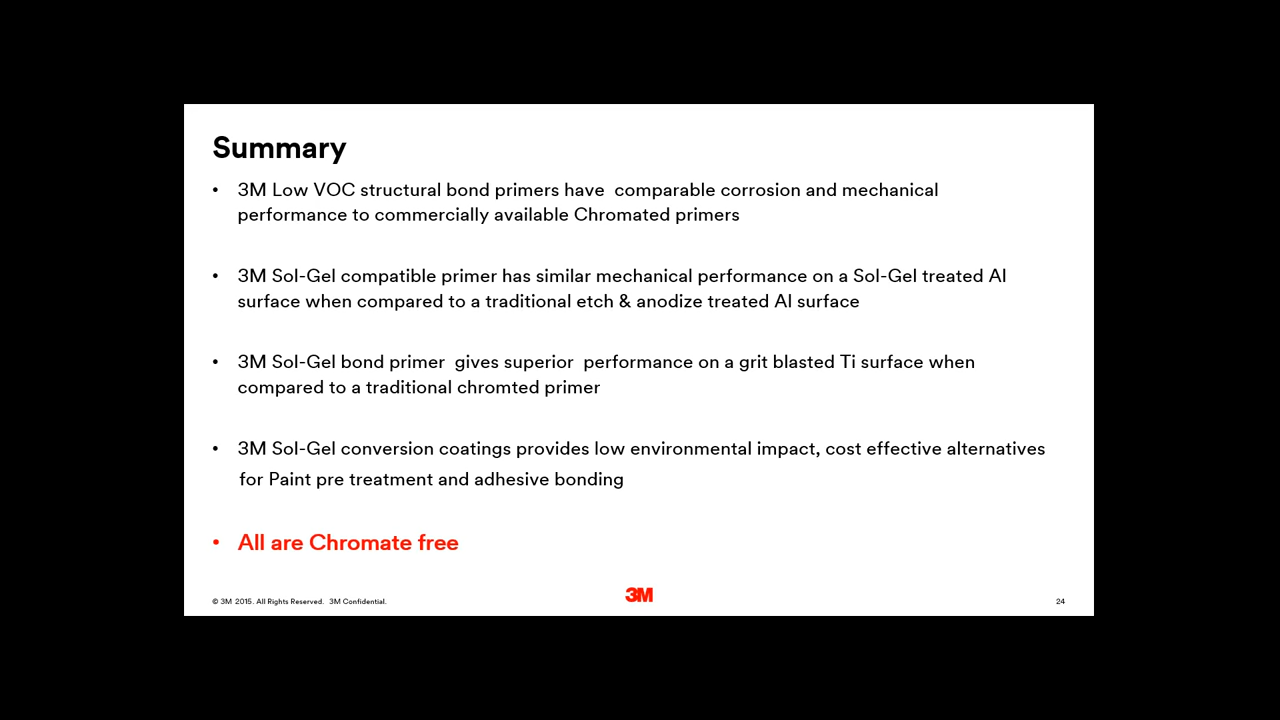 Summary
• 3M Low VOC structural bond primers have  comparable corrosion and mechanical
performance to commercially available Chromated primers
• 3M Sol-Gel compatible primer has similar mechanical performance on a Sol-Gel treated Al
surface when compared to a traditional etch & anodize treated Al surface
• 3M Sol-Gel bond primer  gives superior  performance on a grit blasted Ti surface when
compared to a traditional chromted primer
• 3M Sol-Gel conversion coatings provides low environmental impact, cost effective alternatives
for Paint pre treatment and adhesive bonding
• All are Chromate free
© 3M 2015. All Rights Reserved.  3M Confidential.
3M
24